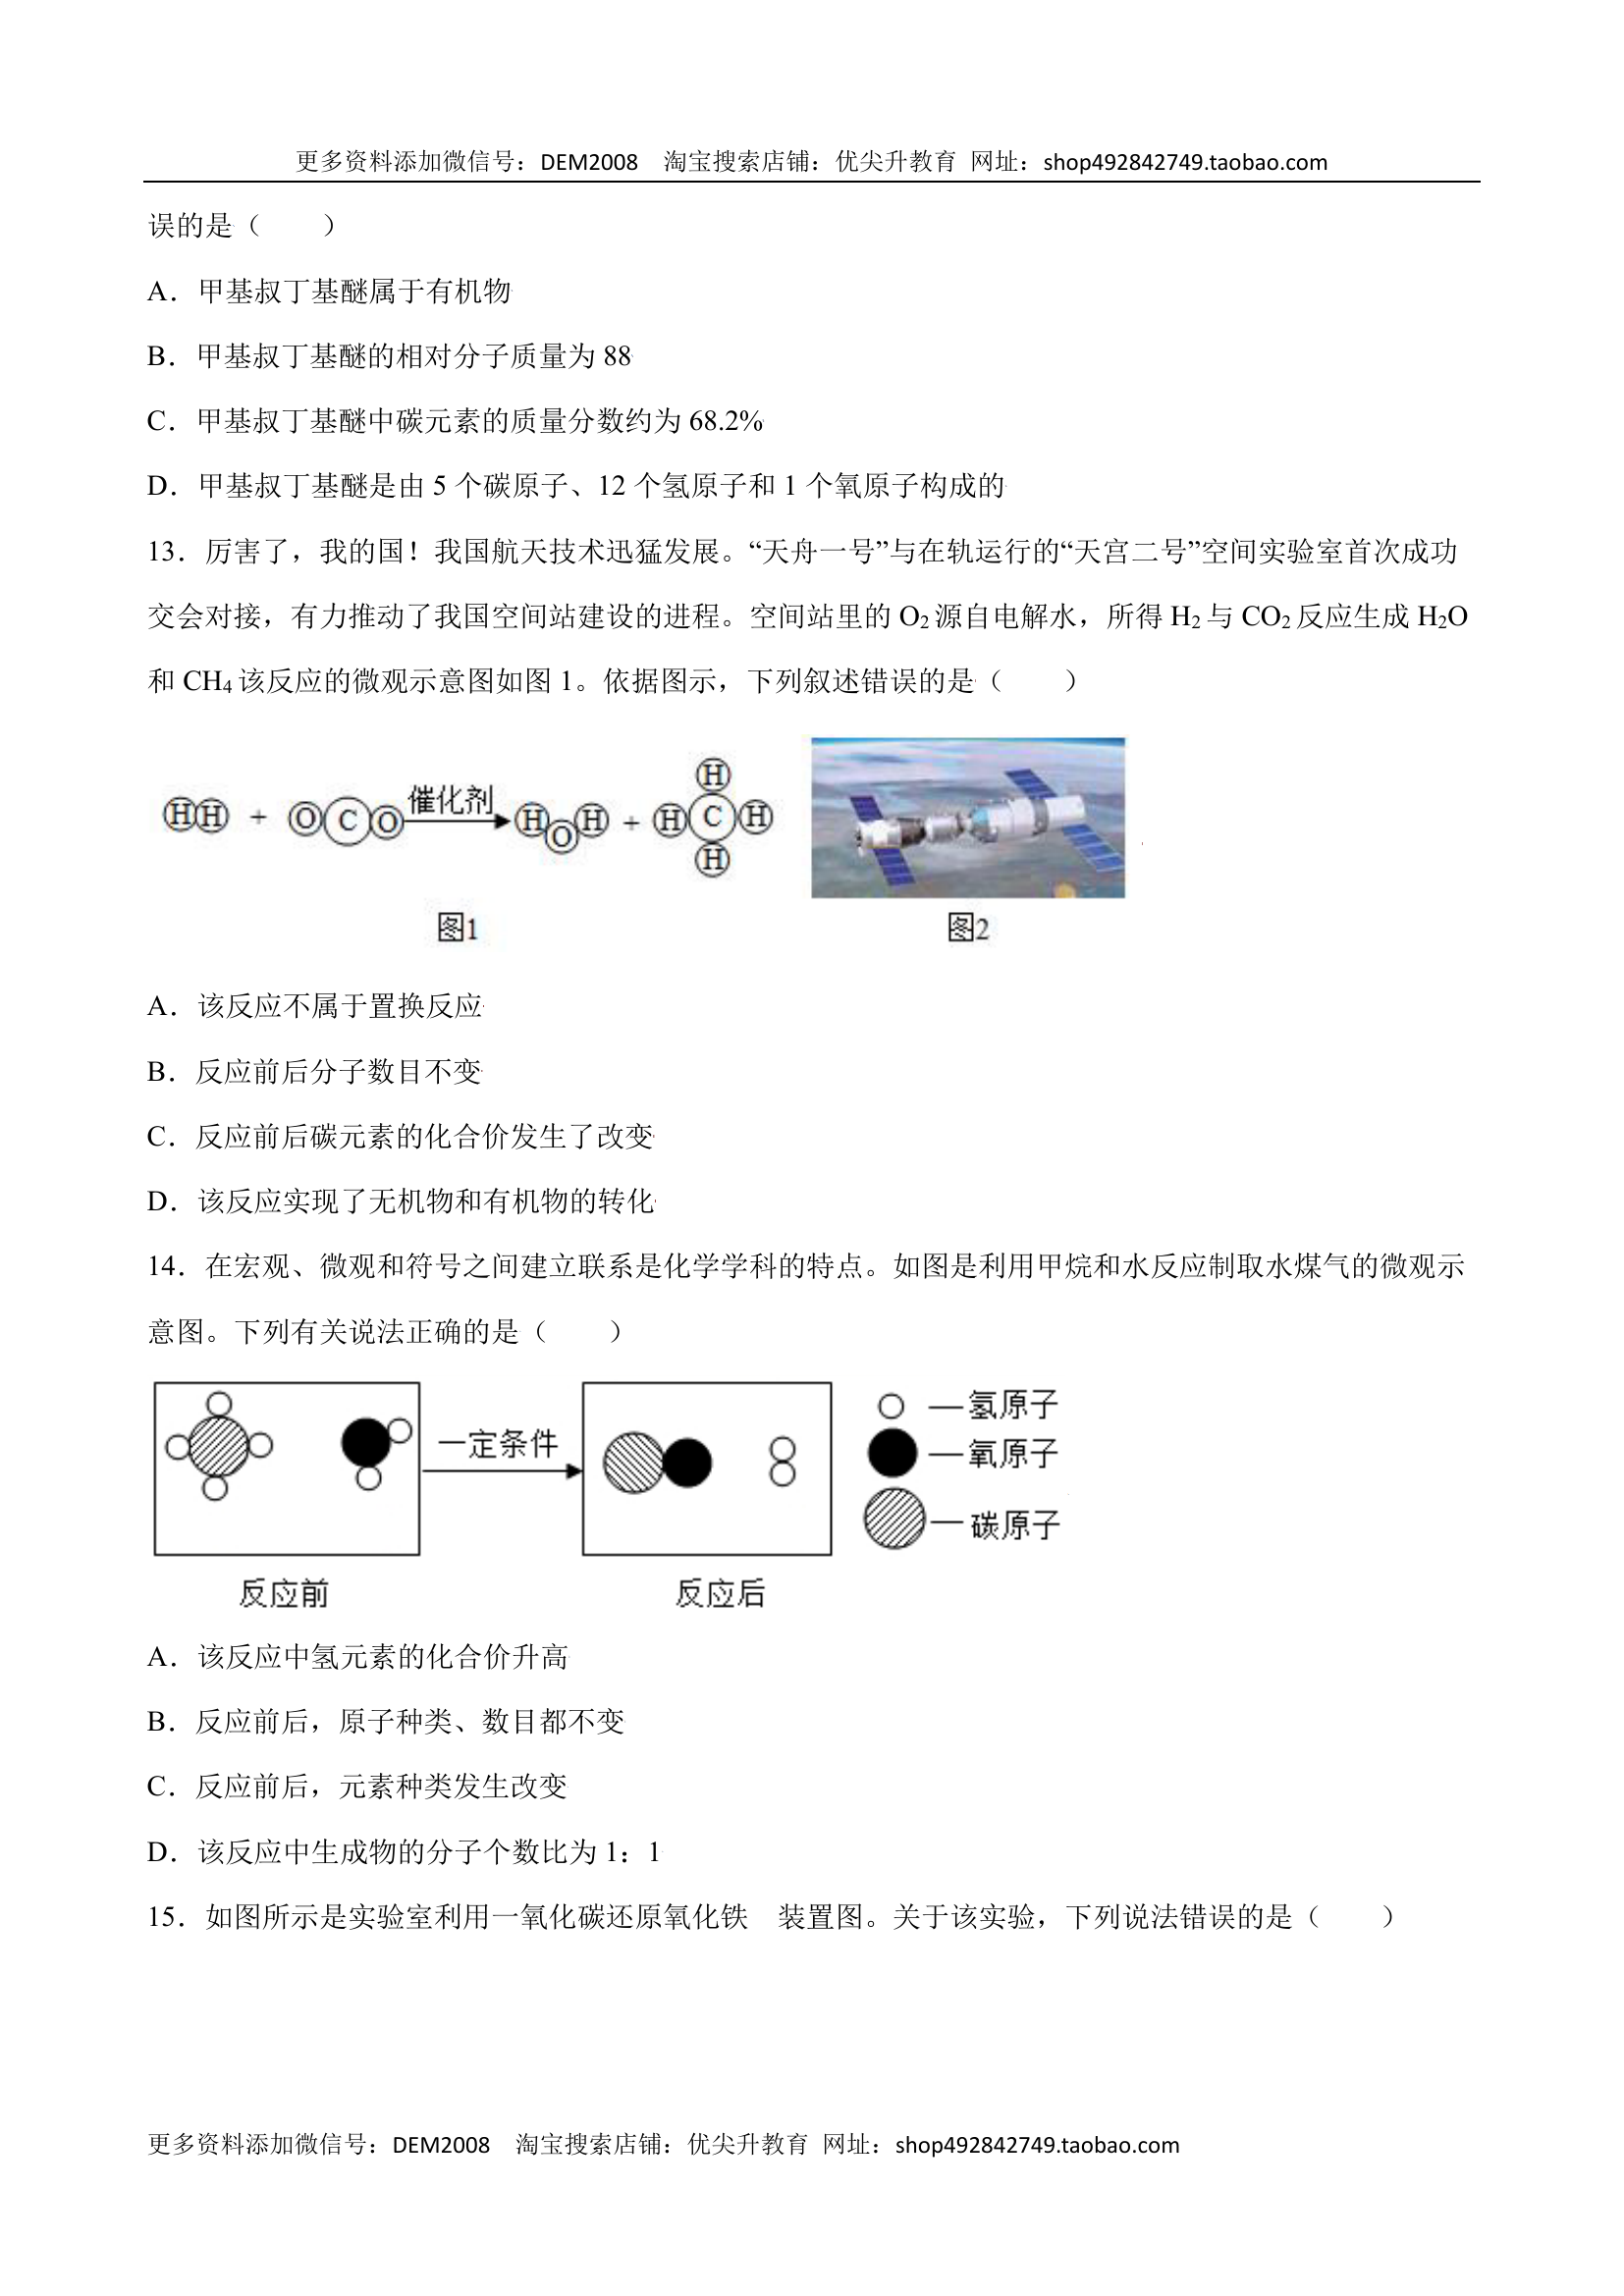 更多资料添加微信号：DEM2008 淘宝搜索店铺：优尖升教育 网址：shop492842749.taobao.com
误的是（　　）
A．甲基叔丁基醚属于有机物
B．甲基叔丁基醚的相对分子质量为 88
C．甲基叔丁基醚中碳元素的质量分数约为 68.2%
D．甲基叔丁基醚是由 5 个碳原子、12 个氢原子和 1 个氧原子构成的
13．厉害了，我的国！我国航天技术迅猛发展。“天舟一号”与在轨运行的“天宫二号”空间实验室首次成功
交会对接，有力推动了我国空间站建设的进程。空间站里的 O₂源自电解水，所得 H₂与 CO₂反应生成 H₂O
和 CH₄该反应的微观示意图如图 1。依据图示，下列叙述错误的是（　　）
HH + OCO 催化剂 HOH + HCHHH
图1 图2
A．该反应不属于置换反应
B．反应前后分子数目不变
C．反应前后碳元素的化合价发生了改变
D．该反应实现了无机物和有机物的转化
14．在宏观、微观和符号之间建立联系是化学学科的特点。如图是利用甲烷和水反应制取水煤气的微观示
意图。下列有关说法正确的是（　　）
一定条件
—氢原子
—氧原子
—碳原子
反应前 反应后
A．该反应中氢元素的化合价升高
B．反应前后，原子种类、数目都不变
C．反应前后，元素种类发生改变
D．该反应中生成物的分子个数比为 1：1
15．如图所示是实验室利用一氧化碳还原氧化铁　装置图。关于该实验，下列说法错误的是（　　）
更多资料添加微信号：DEM2008 淘宝搜索店铺：优尖升教育 网址：shop492842749.taobao.com